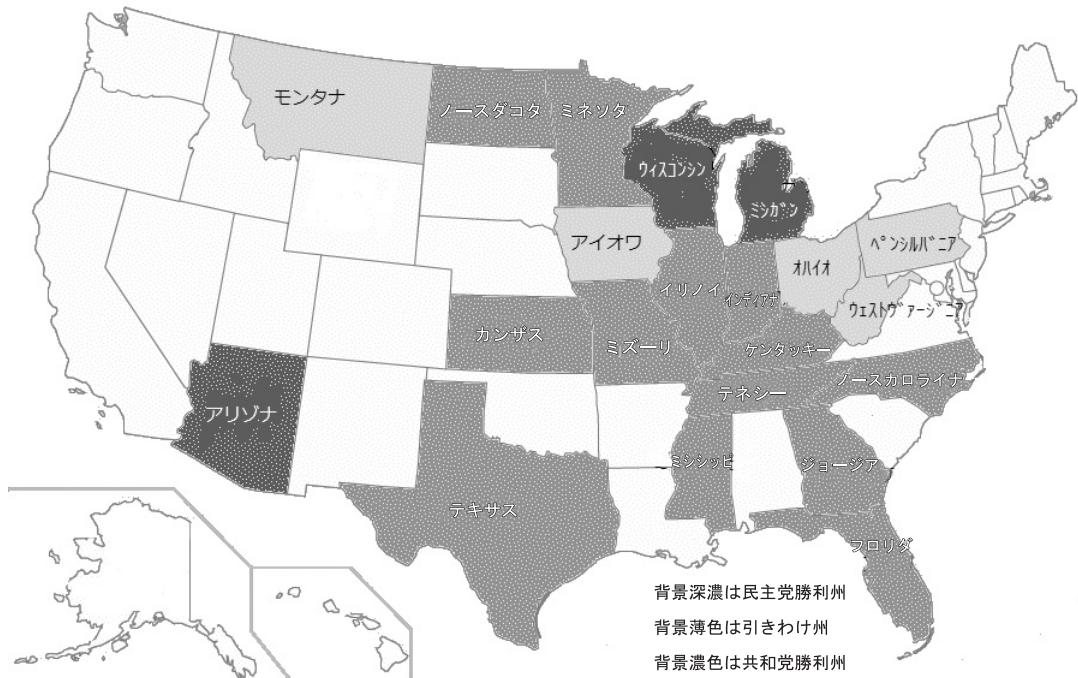 モンタナ
ノースダコタ
ミネソタ
ウィスコンシン
ミシガン
アイオワ
オハイオ
ペンシルバニア
イリノイ
インディアナ
ウェストヴァージニア
カンザス
ミズーリ
ケンタッキー
アリゾナ
テネシー
ノースカロライナ
ミシシッピ
ジョージア
テキサス
フロリダ
背景深濃は民主党勝利州
背景薄色は引きわけ州
背景濃色は共和党勝利州